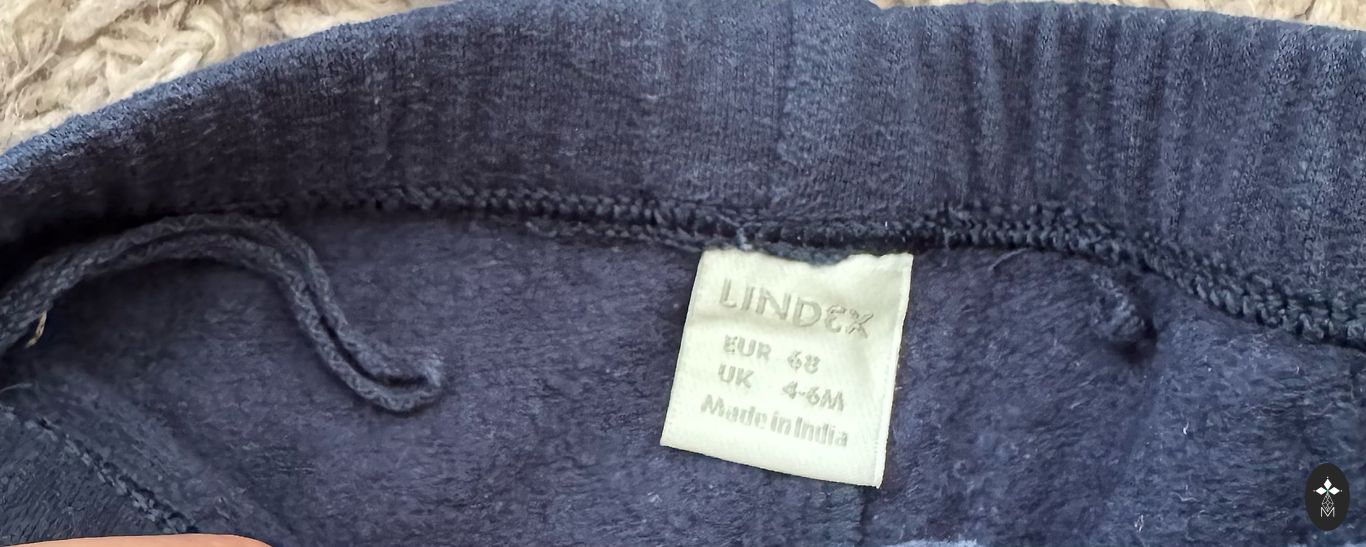 LINDEX
EUR 68
UK 4-6M
Made in India
M